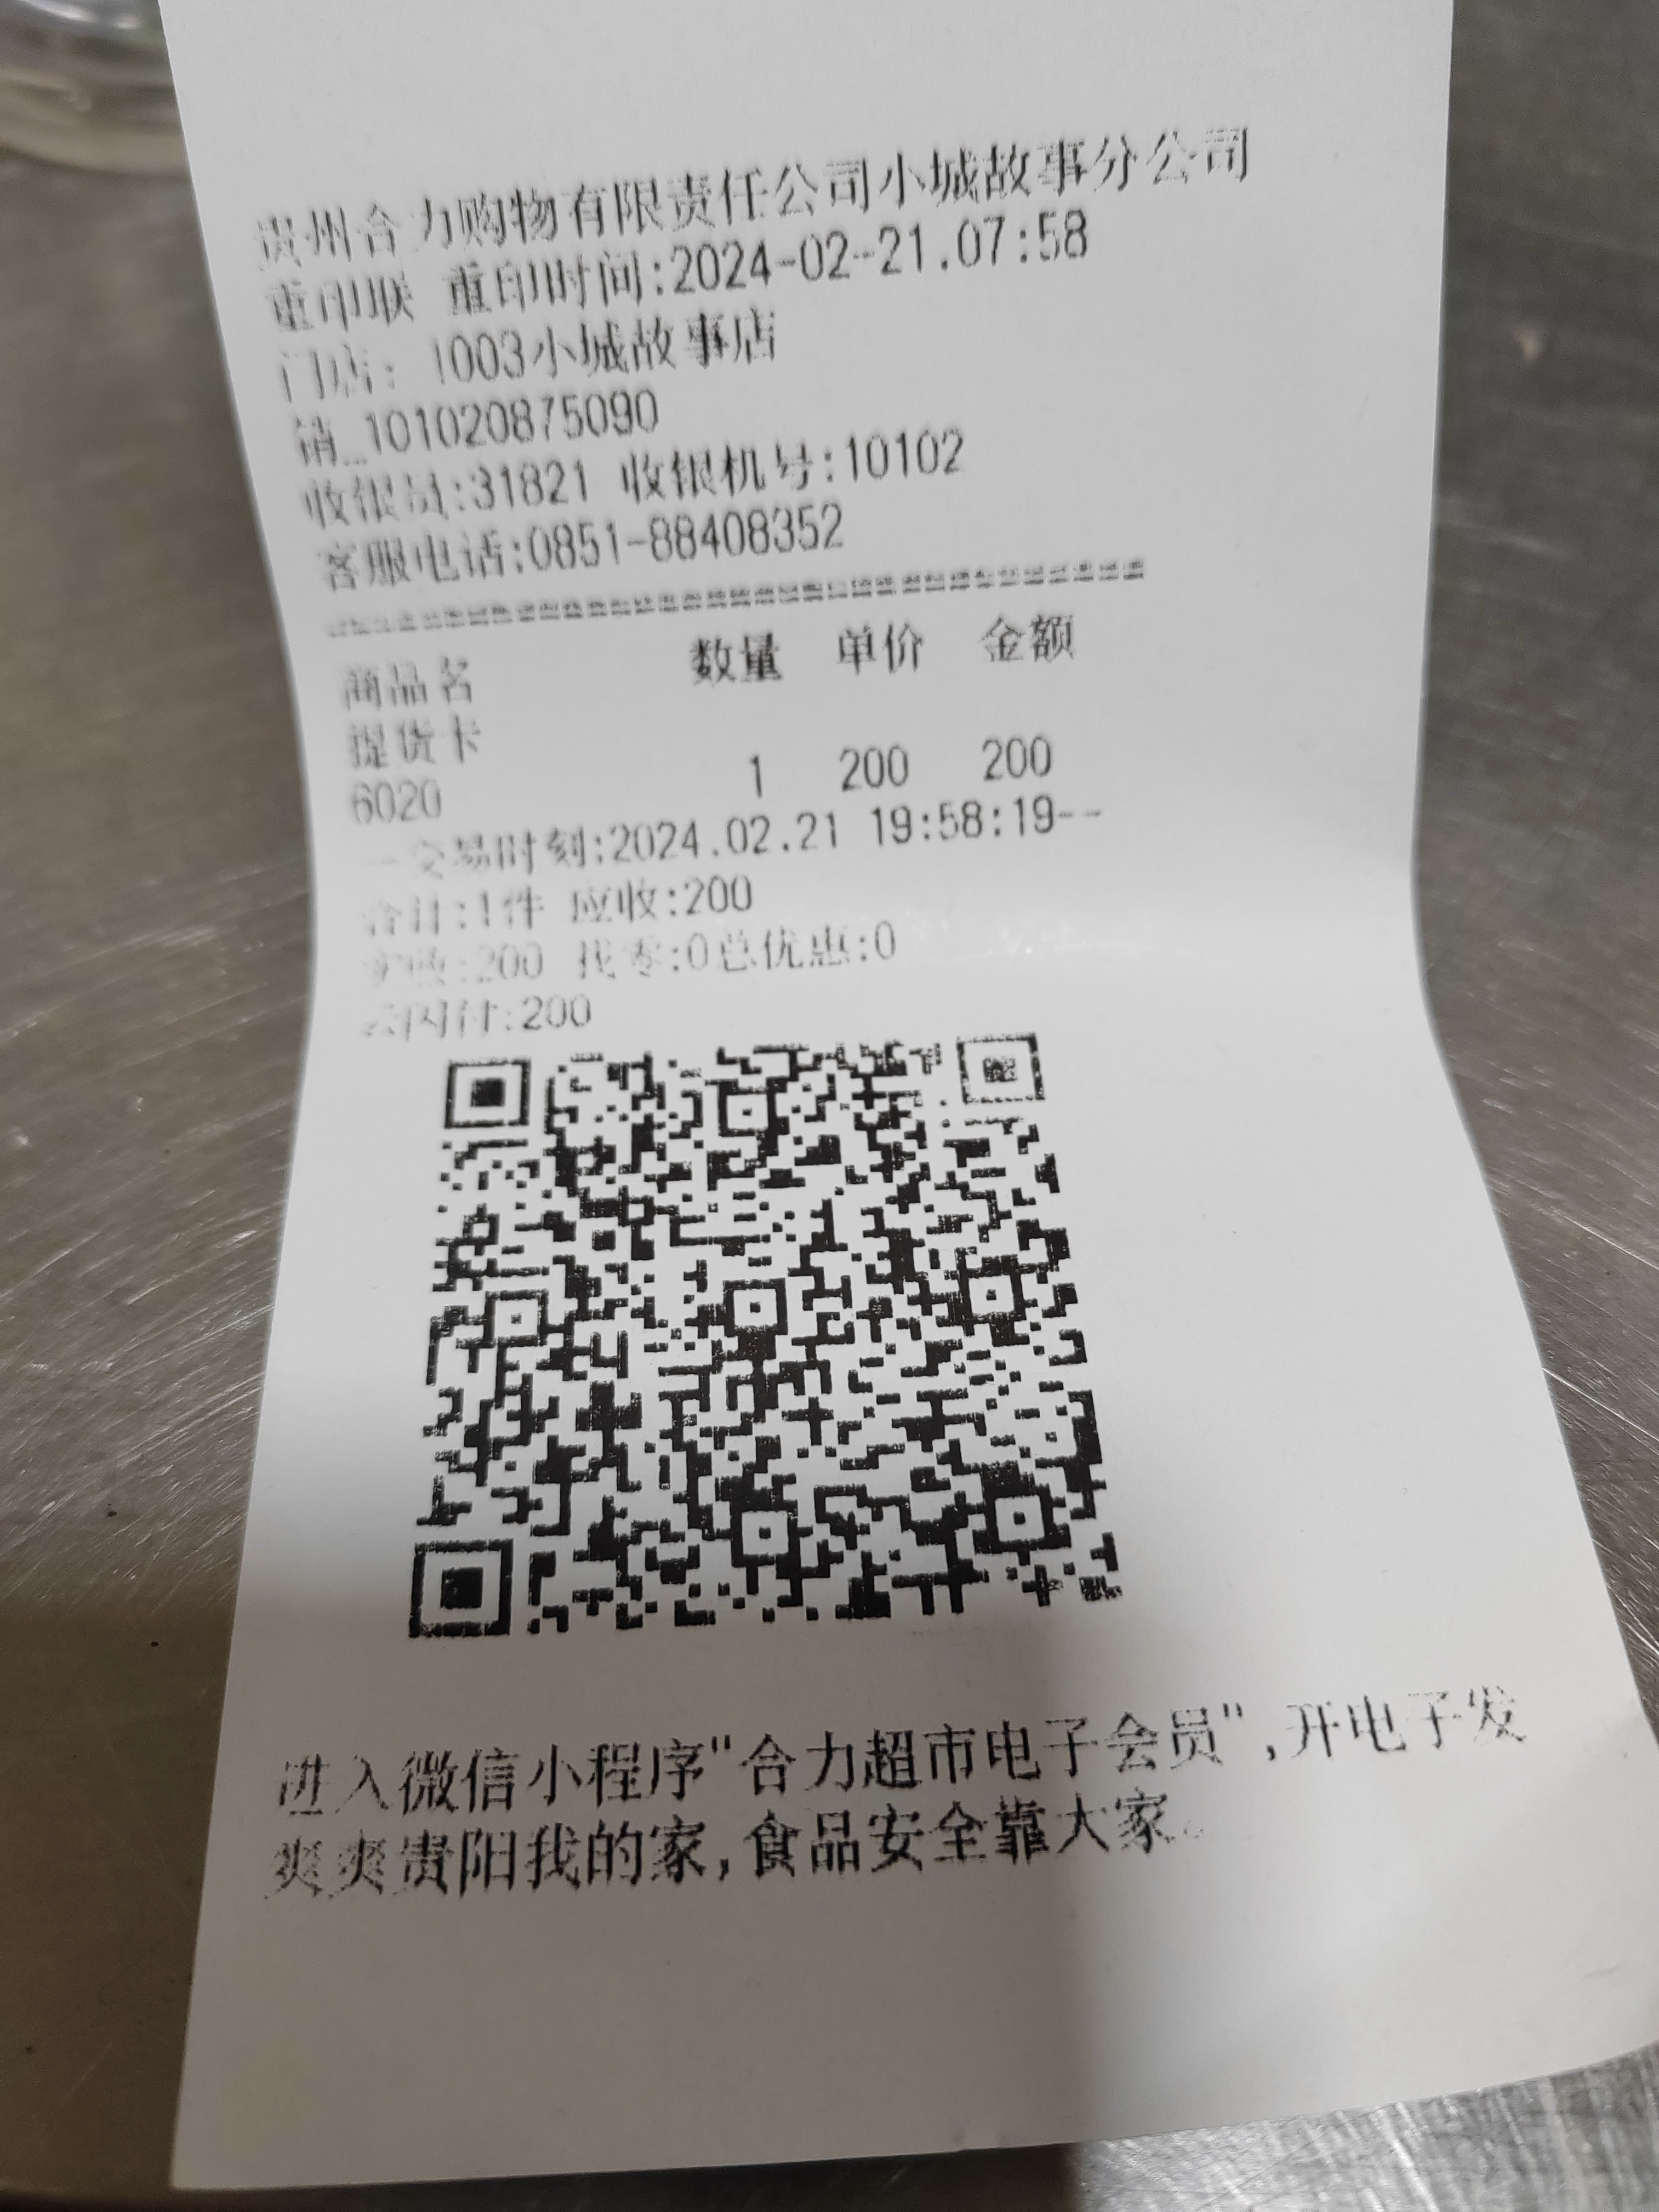 贵州合力购物有限责任公司小城故事分公司
重印联 重印时间:2024-02-21.07:58
门店: 1003小城故事店
销_101020875090
收银员:31821 收银机号:10102
客服电话:0851-88408352
商品名 数量 单价 金额
提货卡
6020 1 200 200
--交易时刻:2024.02.21 19:58:19--
合计:1件 应收:200
实收:200 找零:0总优惠:0
云闪付:200
进入微信小程序"合力超市电子会员",开电子发
爽爽贵阳我的家,食品安全靠大家。